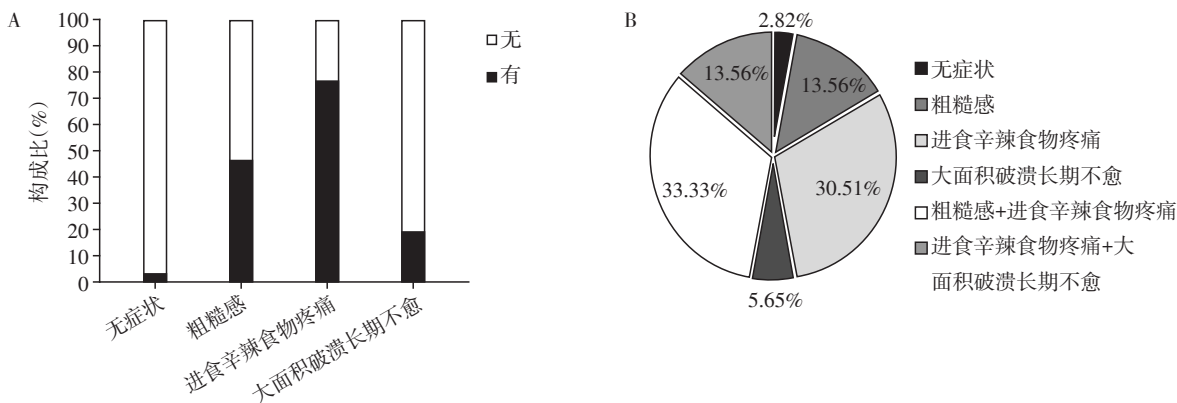 A
100
90
80
70
60
50
40
30
20
10
0
构成比(%)
无症状
粗糙感
进食辛辣食物疼痛
大面积破溃长期不愈
无
有
B
2.82%
13.56%
13.56%
30.51%
33.33%
5.65%
无症状
粗糙感
进食辛辣食物疼痛
大面积破溃长期不愈
粗糙感+进食辛辣食物疼痛
进食辛辣食物疼痛+大
面积破溃长期不愈